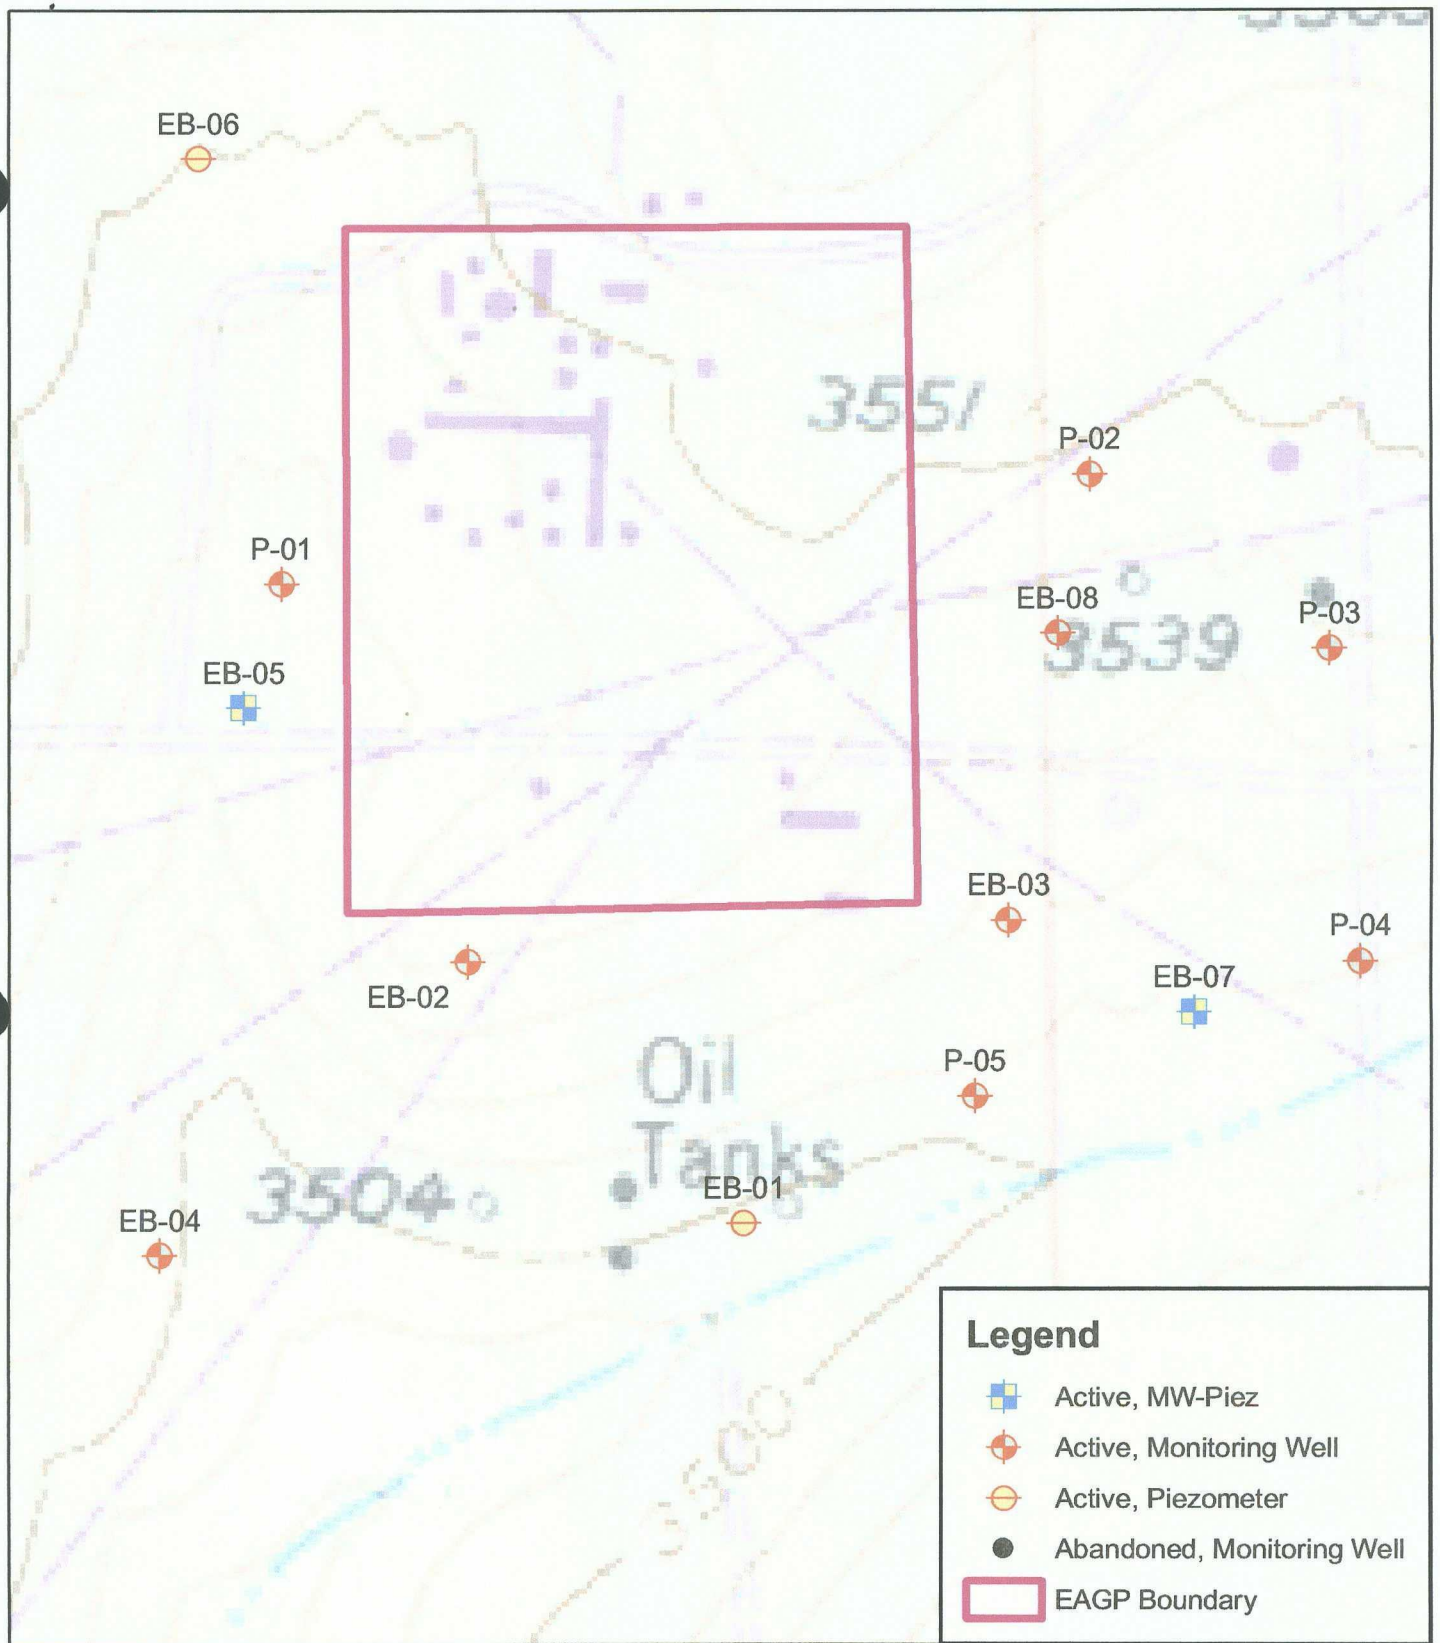 EB-06
3551
P-02
P-01
EB-08
P-03
3539
EB-05
EB-03
P-04
EB-07
EB-02
Oil
P-05
Tanks
3504
EB-01
EB-04
Legend
Active, MW-Piez
Active, Monitoring Well
Active, Piezometer
Abandoned, Monitoring Well
EAGP Boundary
3500